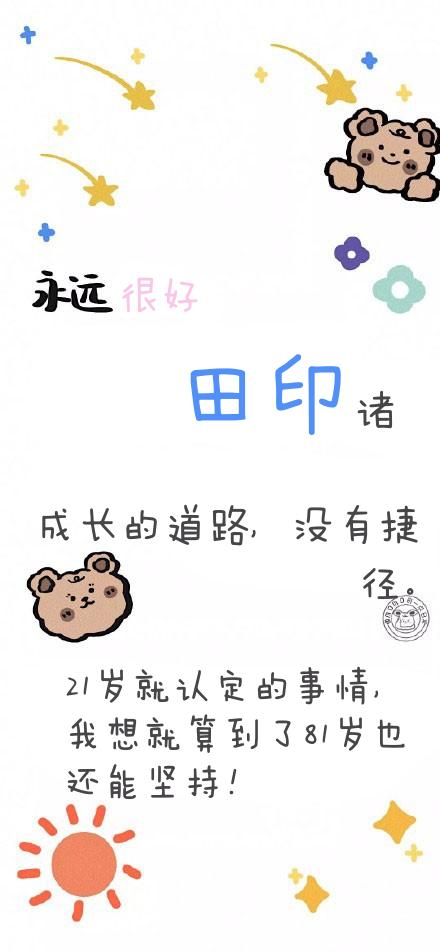 永远很好
田印诸
成长的道路，没有捷
径。
21岁就认定的事情，
我想就算到了81岁也
还能坚持！